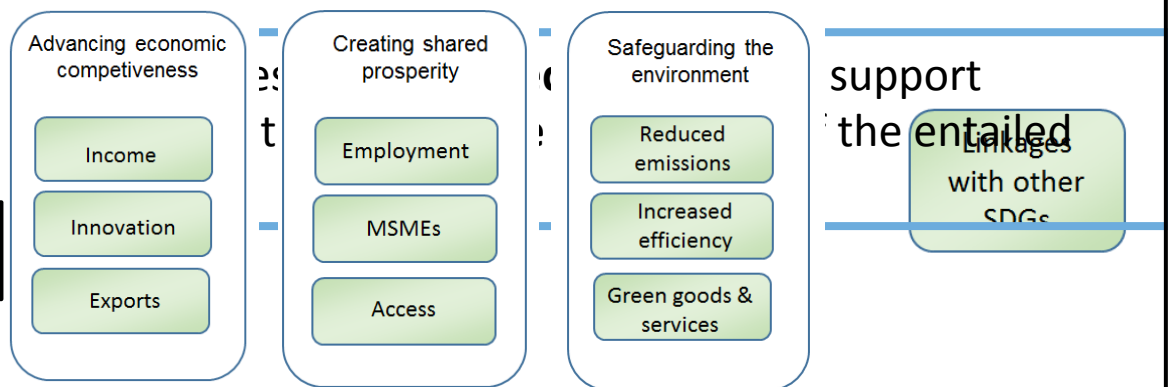 Advancing economic
competiveness
Income
Innovation
Exports
Creating shared
prosperity
Employment
MSMEs
Access
Safeguarding the
environment
Reduced
emissions
Increased
efficiency
Green goods &
services
support
the entailed
Linkages
with other
SDGs